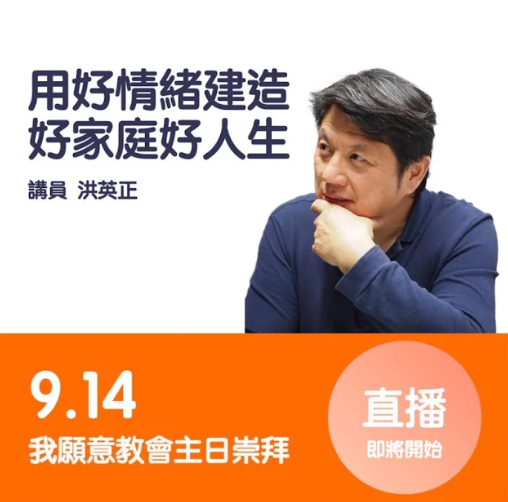 用好情緒建造
好家庭好人生
講員 洪英正
9.14
我願意教會主日崇拜
直播
即將開始